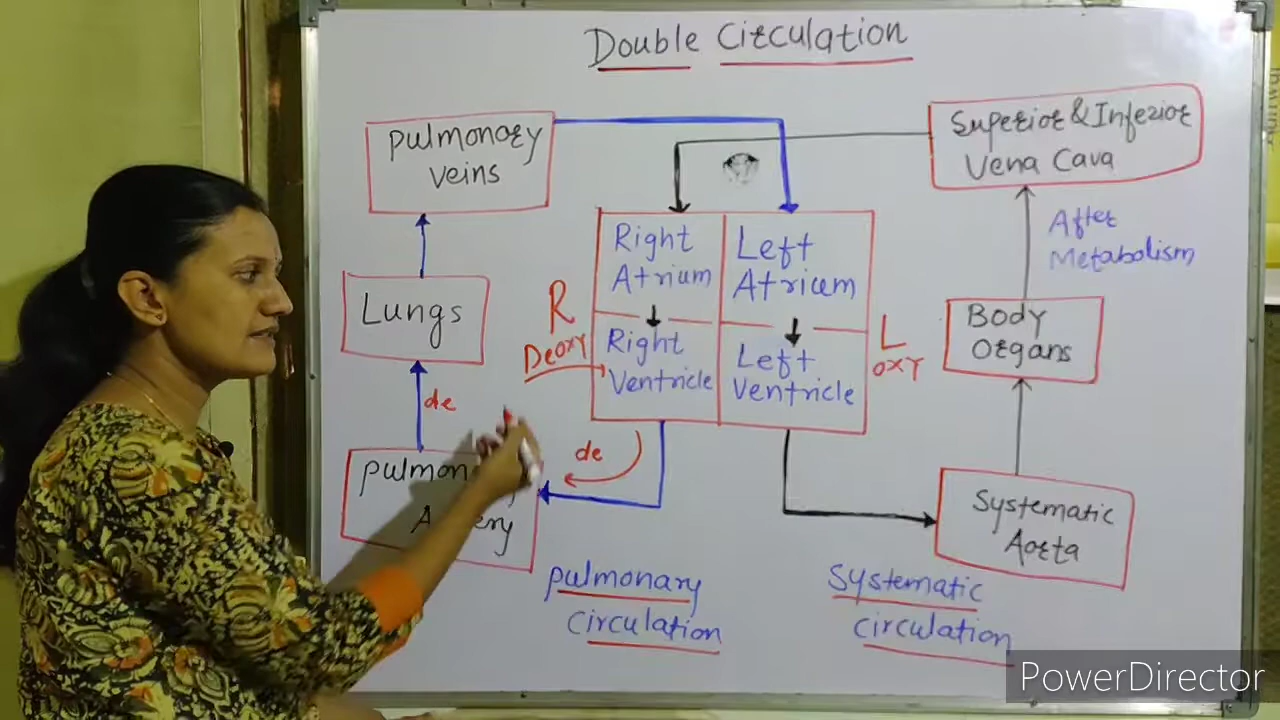 Double Circulation
Pulmonary
Veins
Superior & Inferior
Vena Cava
After
Metabolism
Lungs
Right
Atrium
Left
Atrium
R
Deoxy
Right
Ventricle
Left
Ventricle
L
oxy
Body
Organs
de
de
Systematic
Aorta
Pulmonary
circulation
Systematic
circulation
PowerDirector